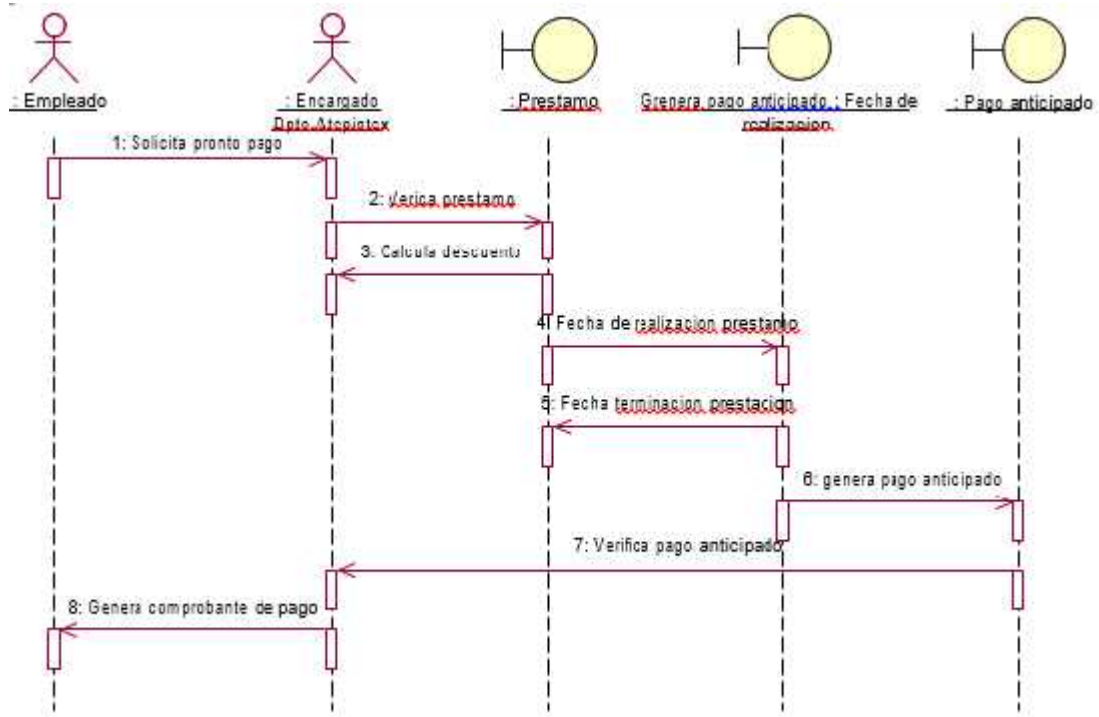 : Empleado
: Encargado
Dpto Atcpintex
: Prestamo
Grenera pago anticipado : Fecha de
realizacion
: Pago anticipado
1: Solicita pronto pago
2: Verica prestamo
3: Calcula descuento
4: Fecha de realizacion prestamo
5: Fecha terminacion prestacion
6: genera pago anticipado
7: Verifica pago anticipado
8: Genera comprobante de pago